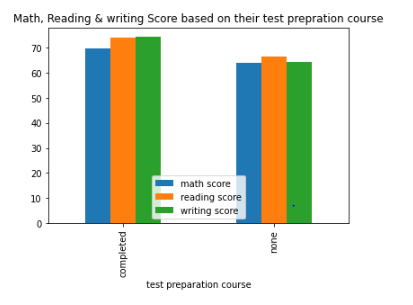 Math, Reading & writing Score based on their test prepration course
70
60
50
40
30
20
10
0
math score
reading score
writing score
completed
none
test preparation course